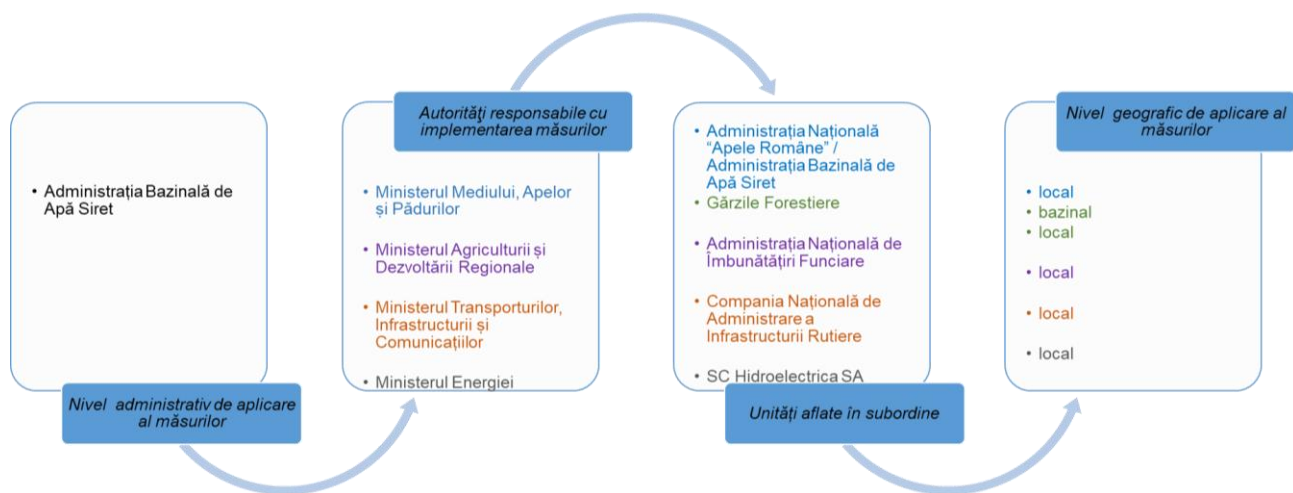 Administrația Bazinală de
Apă Siret
Nivel administrativ de aplicare
al măsurilor
Autorităţi responsabile cu
implementarea măsurilor
Ministerul Mediului, Apelor
și Pădurilor
Ministerul Agriculturii și
Dezvoltării Regionale
Ministerul Transporturilor,
Infrastructurii și
Comunicațiilor
Ministerul Energiei
Administrația Națională
“Apele Române” /
Administrația Bazinală de
Apă Siret
Gărzile Forestiere
Administrația Națională de
Îmbunătățiri Funciare
Compania Națională de
Administrare a
Infrastructurii Rutiere
SC Hidroelectrica SA
Unități aflate în subordine
Nivel geografic de aplicare al
măsurilor
local
bazinal
local
local
local
local